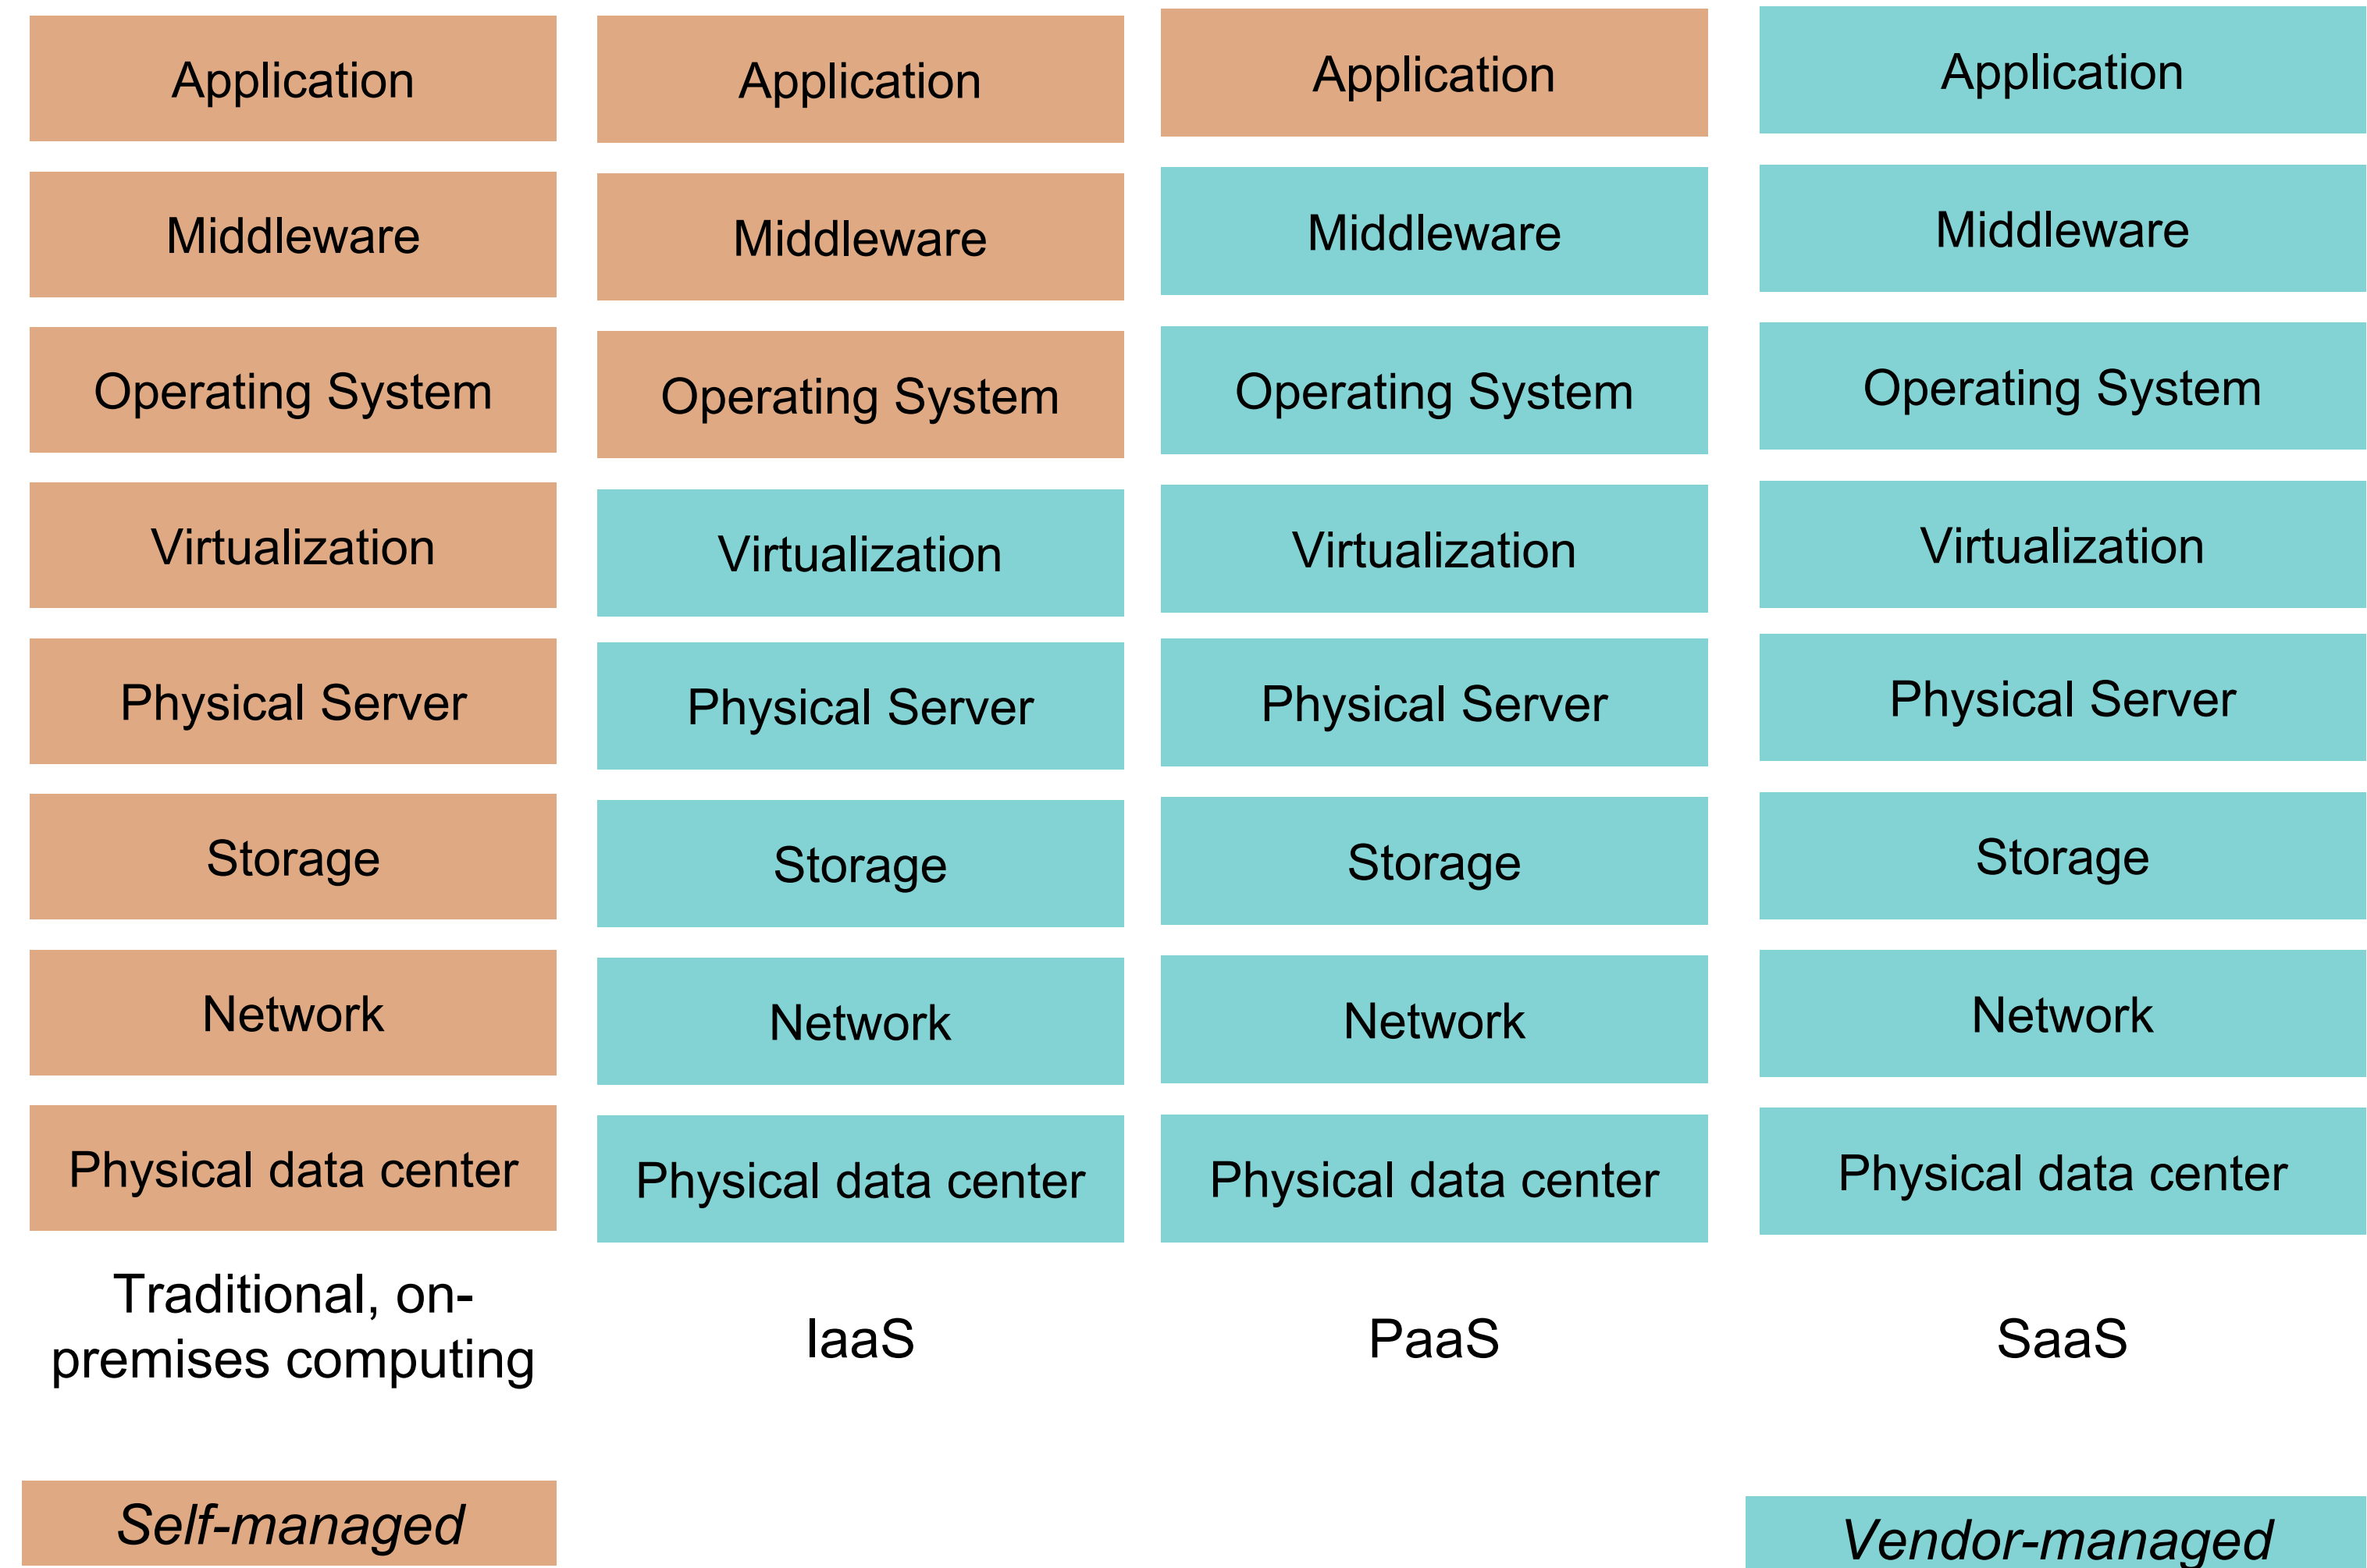 Application
Application
Application
Application
Middleware
Middleware
Middleware
Middleware
Operating System
Operating System
Operating System
Operating System
Virtualization
Virtualization
Virtualization
Virtualization
Physical Server
Physical Server
Physical Server
Physical Server
Storage
Storage
Storage
Storage
Network
Network
Network
Network
Physical data center
Physical data center
Physical data center
Physical data center
Traditional, on-
premises computing
IaaS
PaaS
SaaS
Self-managed
Vendor-managed